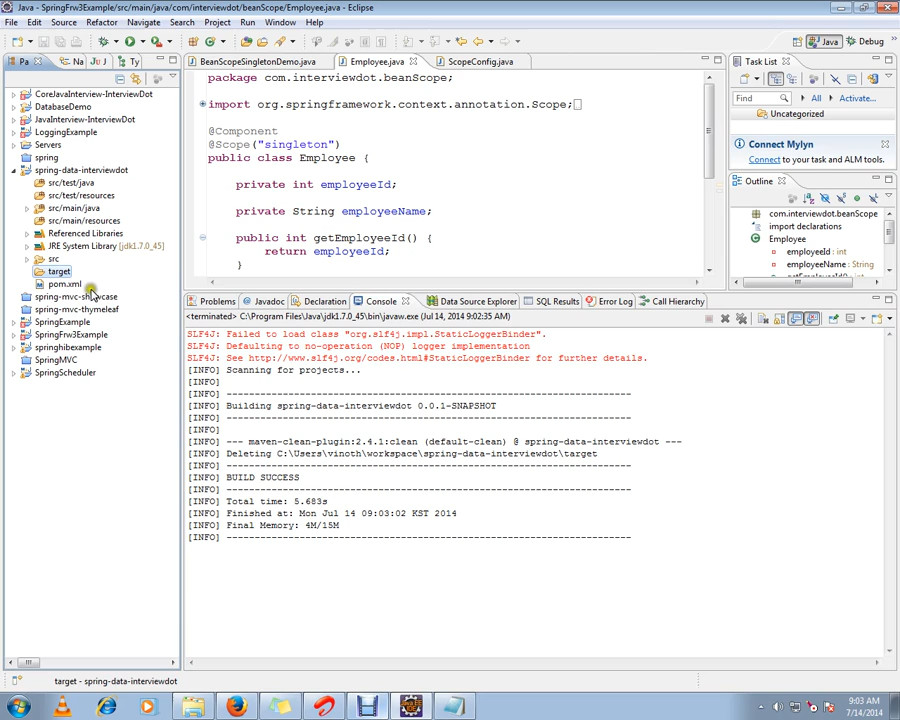 Java - SpringFrw3Example/src/main/java/com/interviewdot/beanScope/Employee.java - Eclipse
File Edit Source Refactor Navigate Search Project Run Window Help
Java Debug
Pa Na Ju J Ty
CoreJavaInterview-InterviewDot
DatabaseDemo
JavaInterview-InterviewDot
LoggingExample
Servers
spring
spring-data-interviewdot
src/test/java
src/test/resources
src/main/java
src/main/resources
Referenced Libraries
JRE System Library [jdk1.7.0_45]
src
target
pom.xml
spring-mvc-showcase
spring-mvc-thymeleaf
SpringExample
SpringFrw3Example
springhibexample
SpringMVC
SpringScheduler
BeanScopeSingletonDemo.java Employee.java ScopeConfig.java
package com.interviewdot.beanScope;
import org.springframework.context.annotation.Scope;
@Component
@Scope("singleton")
public class Employee {
private int employeeId;
private String employeeName;
public int getEmployeeId() {
return employeeId;
}
Task List
Find All Activate...
Uncategorized
Connect Mylyn
Connect to your task and ALM tools.
Outline
com.interviewdot.beanScope
import declarations
Employee
employeeId : int
employeeName : String
getEmployeeId() : int
Problems Javadoc Declaration Console Data Source Explorer SQL Results Error Log Call Hierarchy
<terminated> C:\Program Files\Java\jdk1.7.0_45\bin\javaw.exe (Jul 14, 2014 9:02:35 AM)
SLF4J: Failed to load class "org.slf4j.impl.StaticLoggerBinder".
SLF4J: Defaulting to no-operation (NOP) logger implementation
SLF4J: See http://www.slf4j.org/codes.html#StaticLoggerBinder for further details.
[INFO] Scanning for projects...
[INFO]
[INFO] ------------------------------------------------------------------------
[INFO] Building spring-data-interviewdot 0.0.1-SNAPSHOT
[INFO] ------------------------------------------------------------------------
[INFO]
[INFO] --- maven-clean-plugin:2.4.1:clean (default-clean) @ spring-data-interviewdot ---
[INFO] Deleting C:\Users\vinoth\workspace\spring-data-interviewdot\target
[INFO] ------------------------------------------------------------------------
[INFO] BUILD SUCCESS
[INFO] ------------------------------------------------------------------------
[INFO] Total time: 5.683s
[INFO] Finished at: Mon Jul 14 09:03:02 KST 2014
[INFO] Final Memory: 4M/15M
[INFO] ------------------------------------------------------------------------
target - spring-data-interviewdot
9:03 AM
7/14/2014